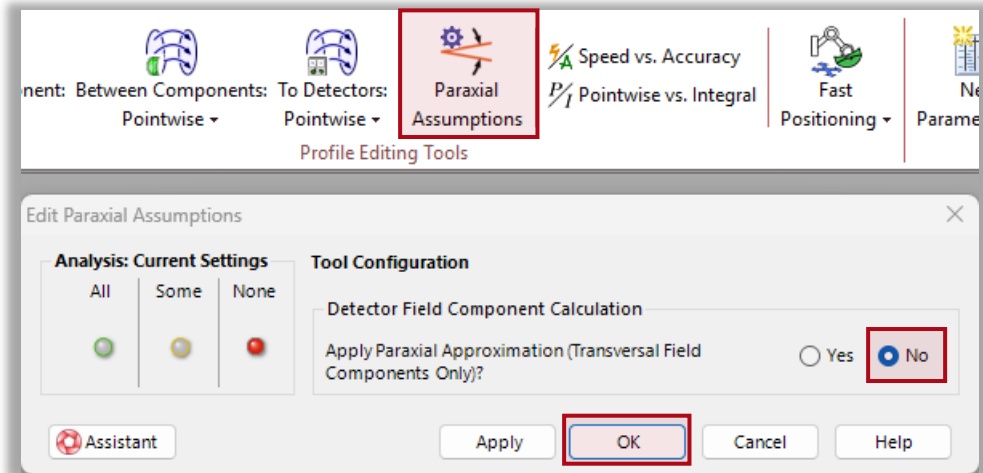 nent: Between Components: To Detectors: Paraxial Speed vs. Accuracy Fast Ne
Pointwise Pointwise Assumptions P/I Pointwise vs. Integral Positioning Parame
Profile Editing Tools
Edit Paraxial Assumptions
Analysis: Current Settings Tool Configuration
All Some None
Detector Field Component Calculation
Apply Paraxial Approximation (Transversal Field Yes No
Components Only)?
Assistant Apply OK Cancel Help